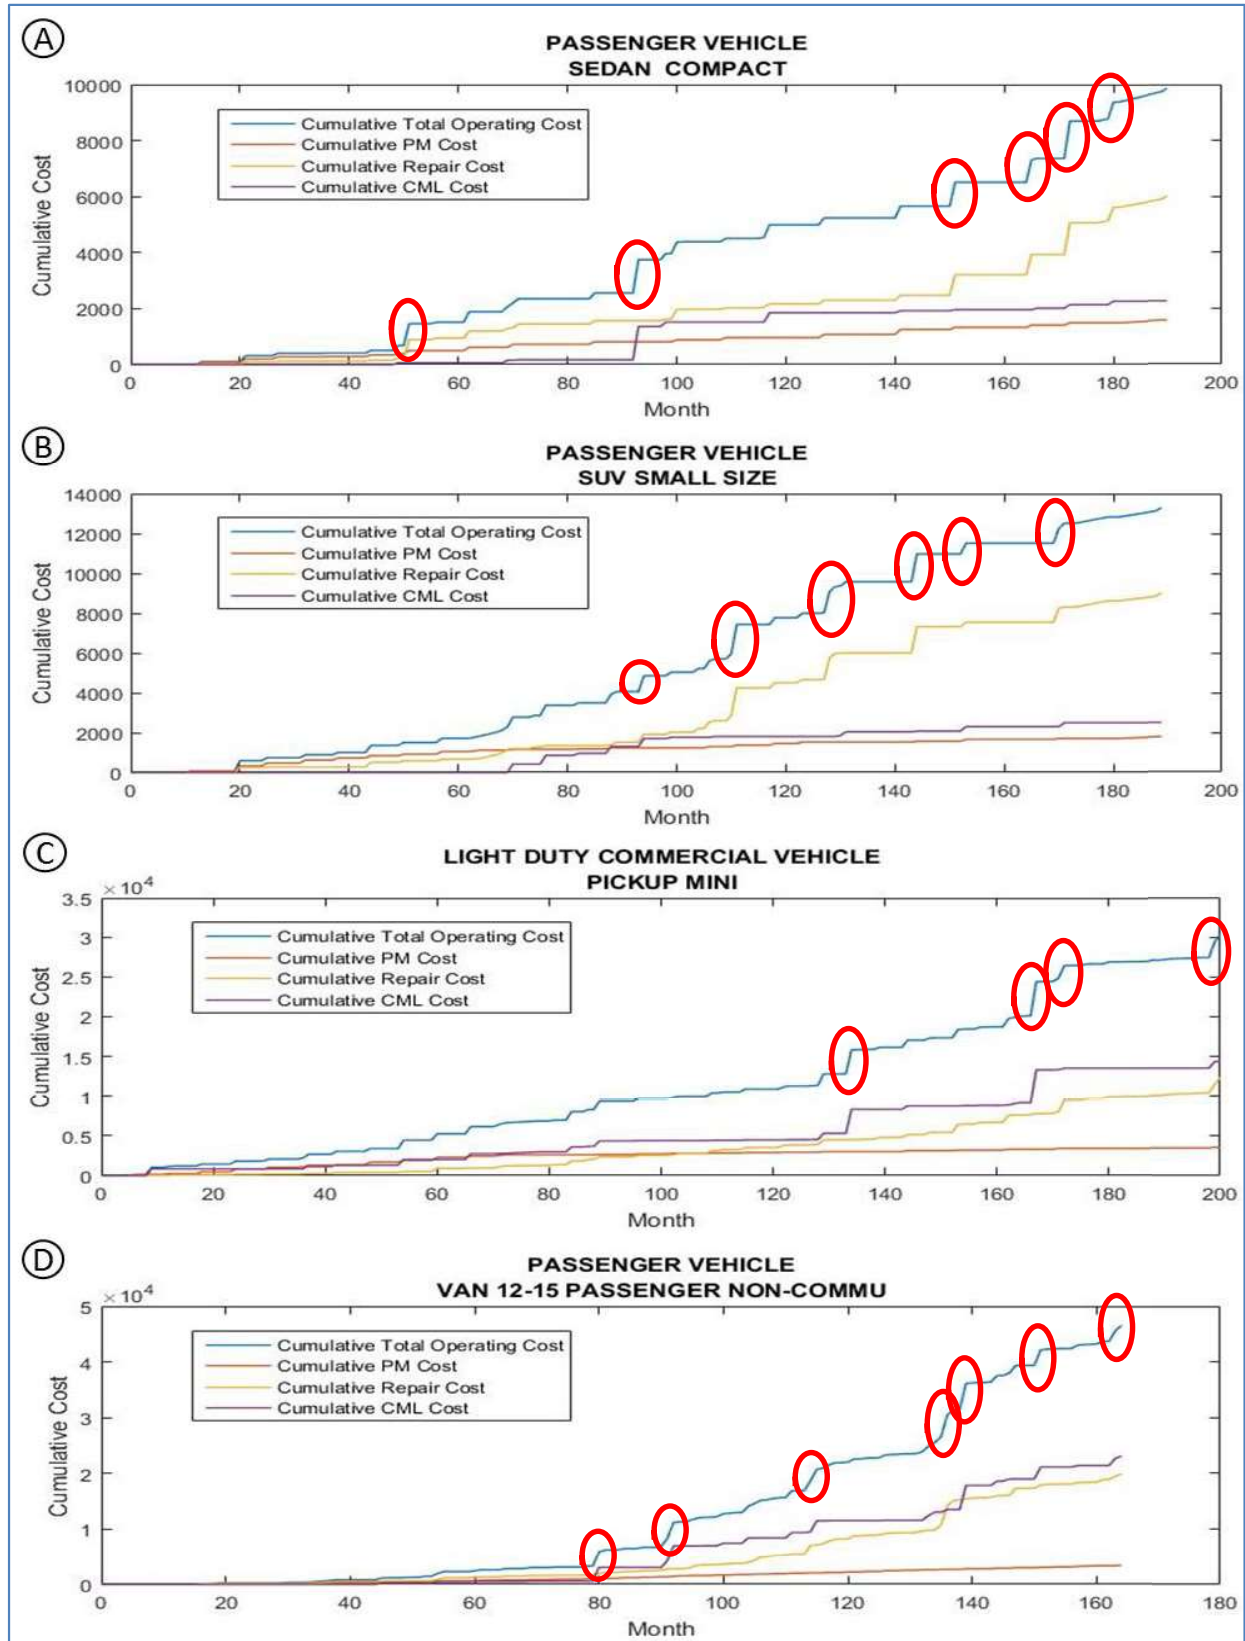 A
PASSENGER VEHICLE
SEDAN COMPACT
10000
8000
6000
4000
2000
0
Cumulative Cost
Cumulative Total Operating Cost
Cumulative PM Cost
Cumulative Repair Cost
Cumulative CML Cost
0 20 40 60 80 100 120 140 160 180 200
Month
B
PASSENGER VEHICLE
SUV SMALL SIZE
14000
12000
10000
8000
6000
4000
2000
0
Cumulative Cost
Cumulative Total Operating Cost
Cumulative PM Cost
Cumulative Repair Cost
Cumulative CML Cost
0 20 40 60 80 100 120 140 160 180 200
Month
C
LIGHT DUTY COMMERCIAL VEHICLE
PICKUP MINI
× 10^4
3.5
3
2.5
2
1.5
1
0.5
0
Cumulative Cost
Cumulative Total Operating Cost
Cumulative PM Cost
Cumulative Repair Cost
Cumulative CML Cost
0 20 40 60 80 100 120 140 160 180 200
Month
D
PASSENGER VEHICLE
VAN 12-15 PASSENGER NON-COMMU
× 10^4
5
4
3
2
1
0
Cumulative Cost
Cumulative Total Operating Cost
Cumulative PM Cost
Cumulative Repair Cost
Cumulative CML Cost
0 20 40 60 80 100 120 140 160 180
Month